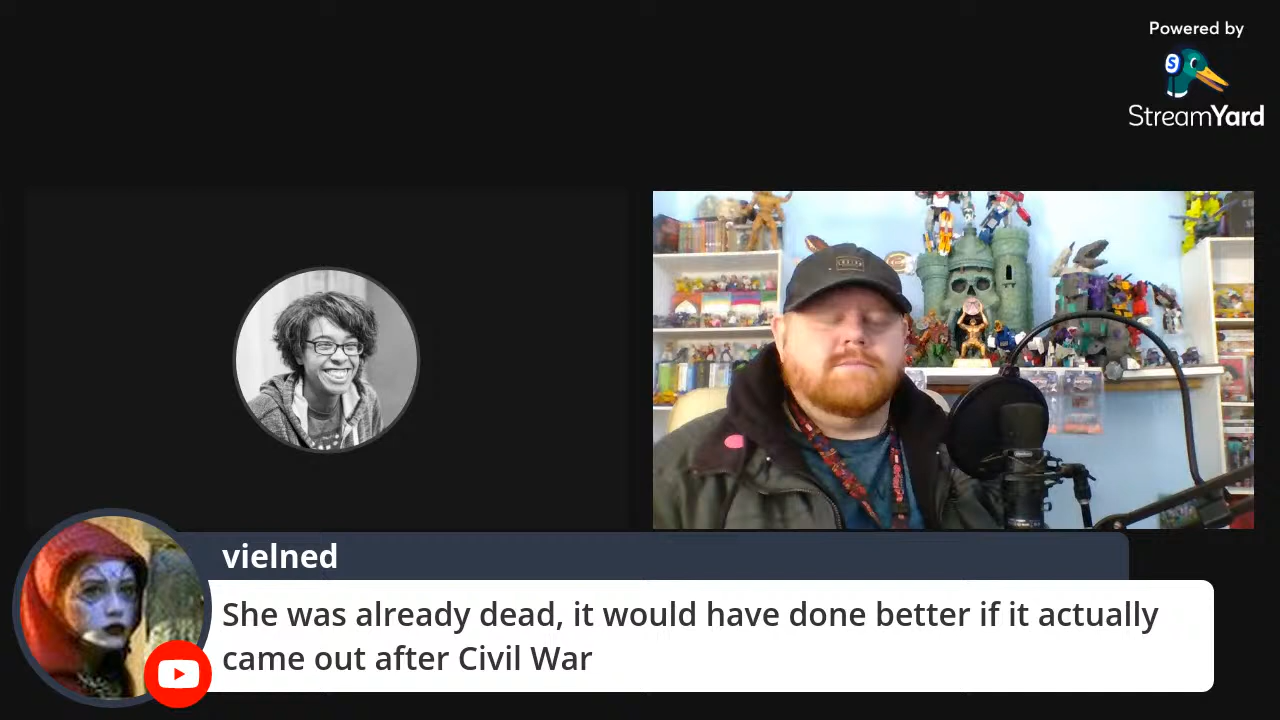 Powered by
StreamYard
vielned
She was already dead, it would have done better if it actually
came out after Civil War